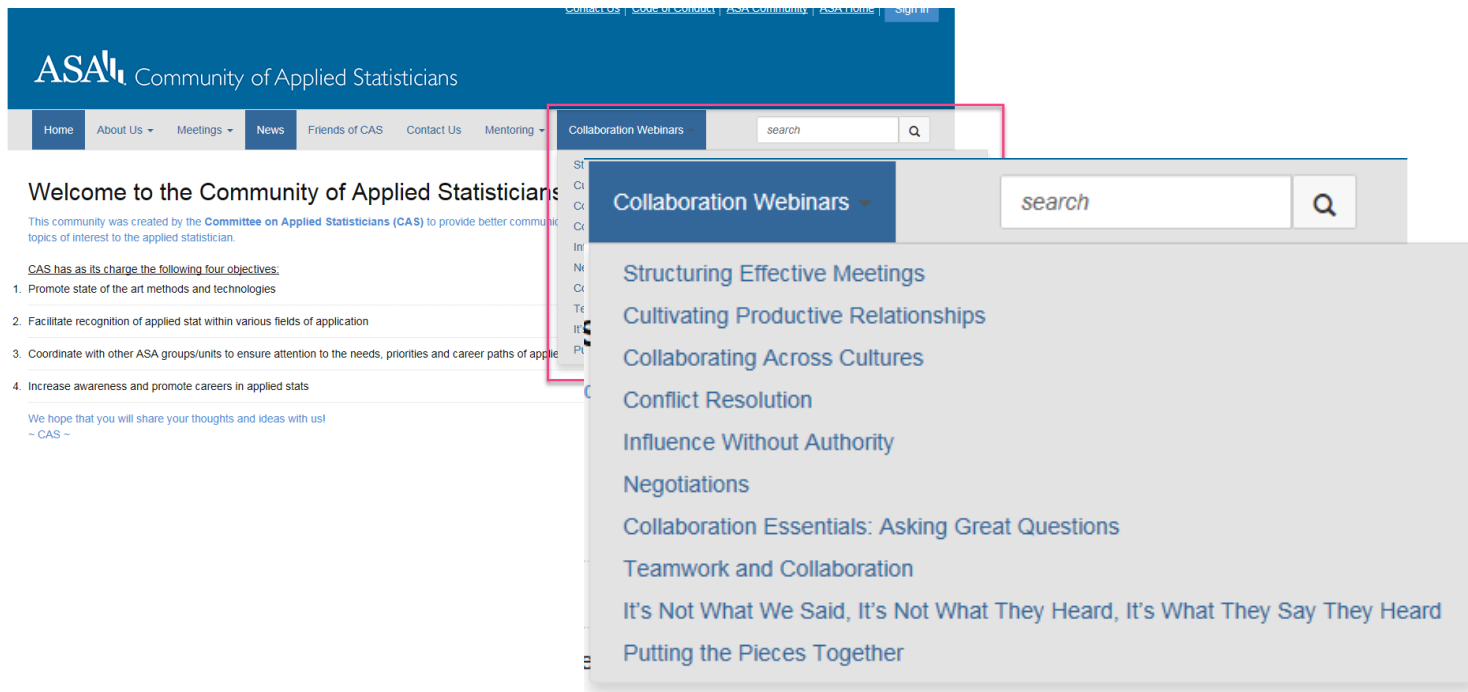 Contact Us | Code of Conduct | ASA Community | ASA Home | Sign In
ASA Community of Applied Statisticians
Home About Us Meetings News Friends of CAS Contact Us Mentoring Collaboration Webinars search
Welcome to the Community of Applied Statisticians
This community was created by the Committee on Applied Statisticians (CAS) to provide better
topics of interest to the applied statistician.
CAS has as its charge the following four objectives:
1. Promote state of the art methods and technologies
2. Facilitate recognition of applied stat within various fields of application
3. Coordinate with other ASA groups/units to ensure attention to the needs, priorities and career paths of
4. Increase awareness and promote careers in applied stats
We hope that you will share your thoughts and ideas with us!
~ CAS ~
Collaboration Webinars search
Structuring Effective Meetings
Cultivating Productive Relationships
Collaborating Across Cultures
Conflict Resolution
Influence Without Authority
Negotiations
Collaboration Essentials: Asking Great Questions
Teamwork and Collaboration
It's Not What We Said, It's Not What They Heard, It's What They Say They Heard
Putting the Pieces Together